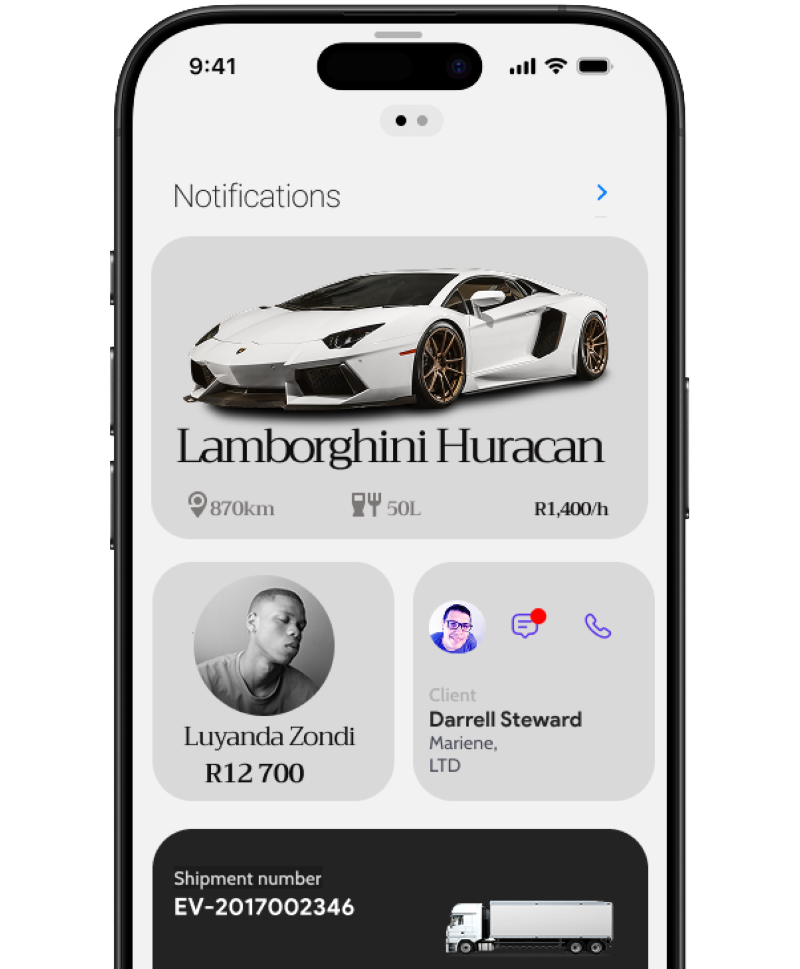 9:41
Notifications
Lamborghini Huracan
870km
50L
R1,400/h
Luyanda Zondi
R12 700
Client
Darrell Steward
Mariene,
LTD
Shipment number
EV-2017002346